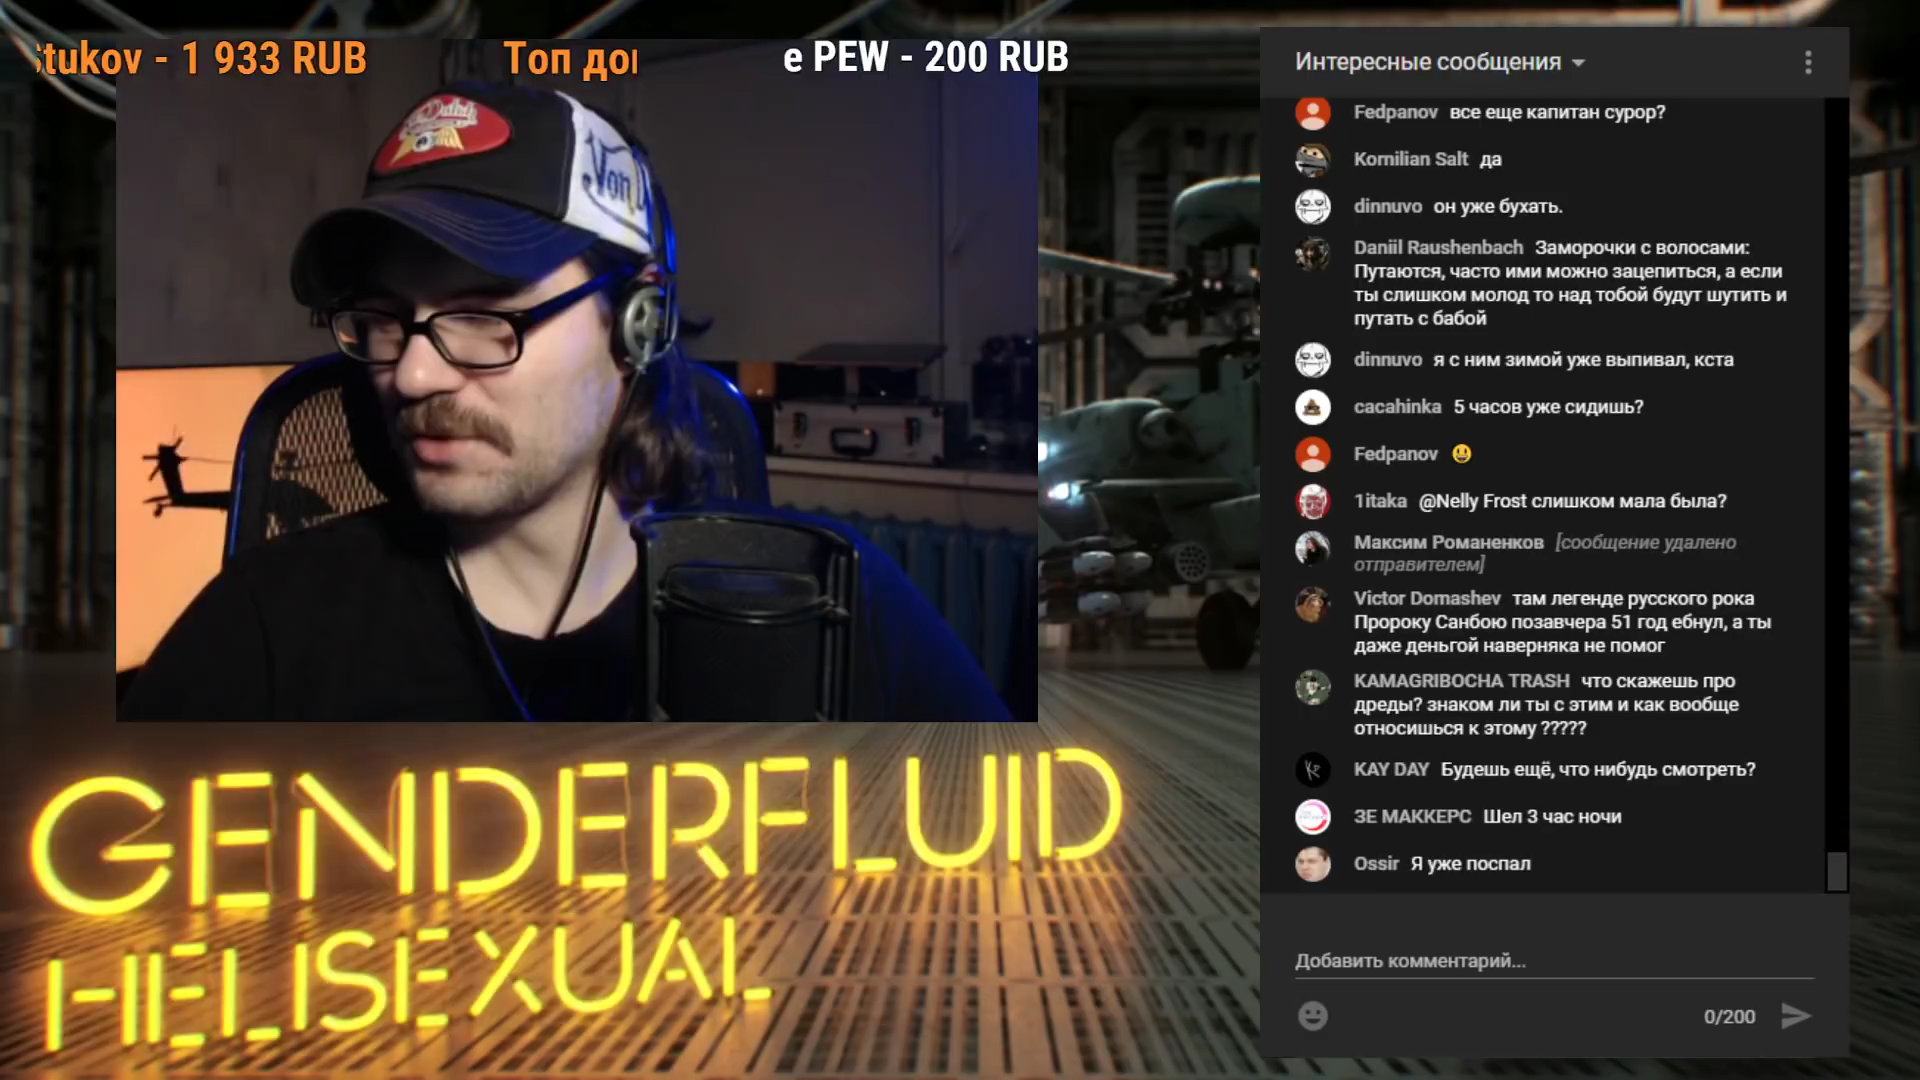 Stukov - 1 933 RUB
Топ
e PEW - 200 RUB
Von
Интересные сообщения
Fedpanov все еще капитан сурор?
Kornilian Salt да
dinnuvo он уже бухать.
Daniil Raushenbach Заморочки с волосами:
Путаются, часто ими можно зацепиться, а если
ты слишком молод то над тобой будут шутить и
путать с бабой
dinnuvo я с ним зимой уже выпивал, кста
cacahinka 5 часов уже сидишь?
Fedpanov 😃
1itaka @Nelly Frost слишком мала была?
Максим Романенков [сообщение удалено
отправителем]
Victor Domashev там легенде русского рока
Пророку Санбою позавчера 51 год ебнул, а ты
даже деньгой наверняка не помог
KAMAGRIBOCHA TRASH что скажешь про
дреды? знаком ли ты с этим и как вообще
относишься к этому ?????
KAY DAY Будешь ещё, что нибудь смотреть?
ЗЕ МАККЕРС Шел 3 час ночи
Ossir Я уже поспал
Добавить комментарий...
0/200
GENDERFLUID
HELISEXUAL